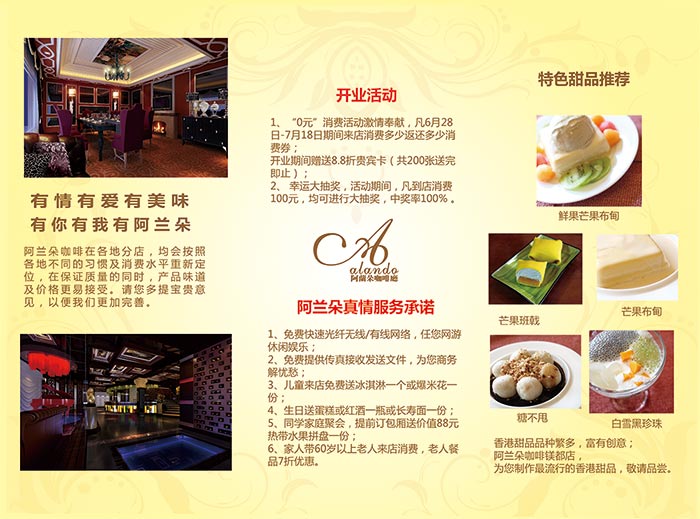 有情有爱有美味
有你有我有阿兰朵
阿兰朵咖啡在各地分店，均会按照
各地不同的习惯及消费水平重新定
位，在保证质量的同时，产品味道
及价格更易接受。请您多提宝贵意
见，以便我们更加完善。
开业活动
1、“0元”消费活动激情奉献，凡6月28
日-7月18日期间来店消费多少返还多少消
费券；
开业期间赠送8.8折贵宾卡（共200张送完
即止）；
2、 幸运大抽奖，活动期间，凡到店消费
100元，均可进行大抽奖，中奖率100% 。
A
alando
阿蘭朵咖啡廳
阿兰朵真情服务承诺
1、免费快速光纤无线/有线网络，任您网游
休闲娱乐；
2、免费提供传真接收发送文件，为您商务
解忧愁；
3、儿童来店免费送冰淇淋一个或爆米花一
份；
4、生日送蛋糕或红酒一瓶或长寿面一份；
5、同学家庭聚会，提前订包厢送价值88元
热带水果拼盘一份；
6、家人带60岁以上老人来店消费，老人餐
品7折优惠。
特色甜品推荐
鲜果芒果布甸
芒果班戟
芒果布甸
糖不甩
白雪黑珍珠
香港甜品品种繁多，富有创意；
阿兰朵咖啡镁都店，
为您制作最流行的香港甜品，敬请品尝。